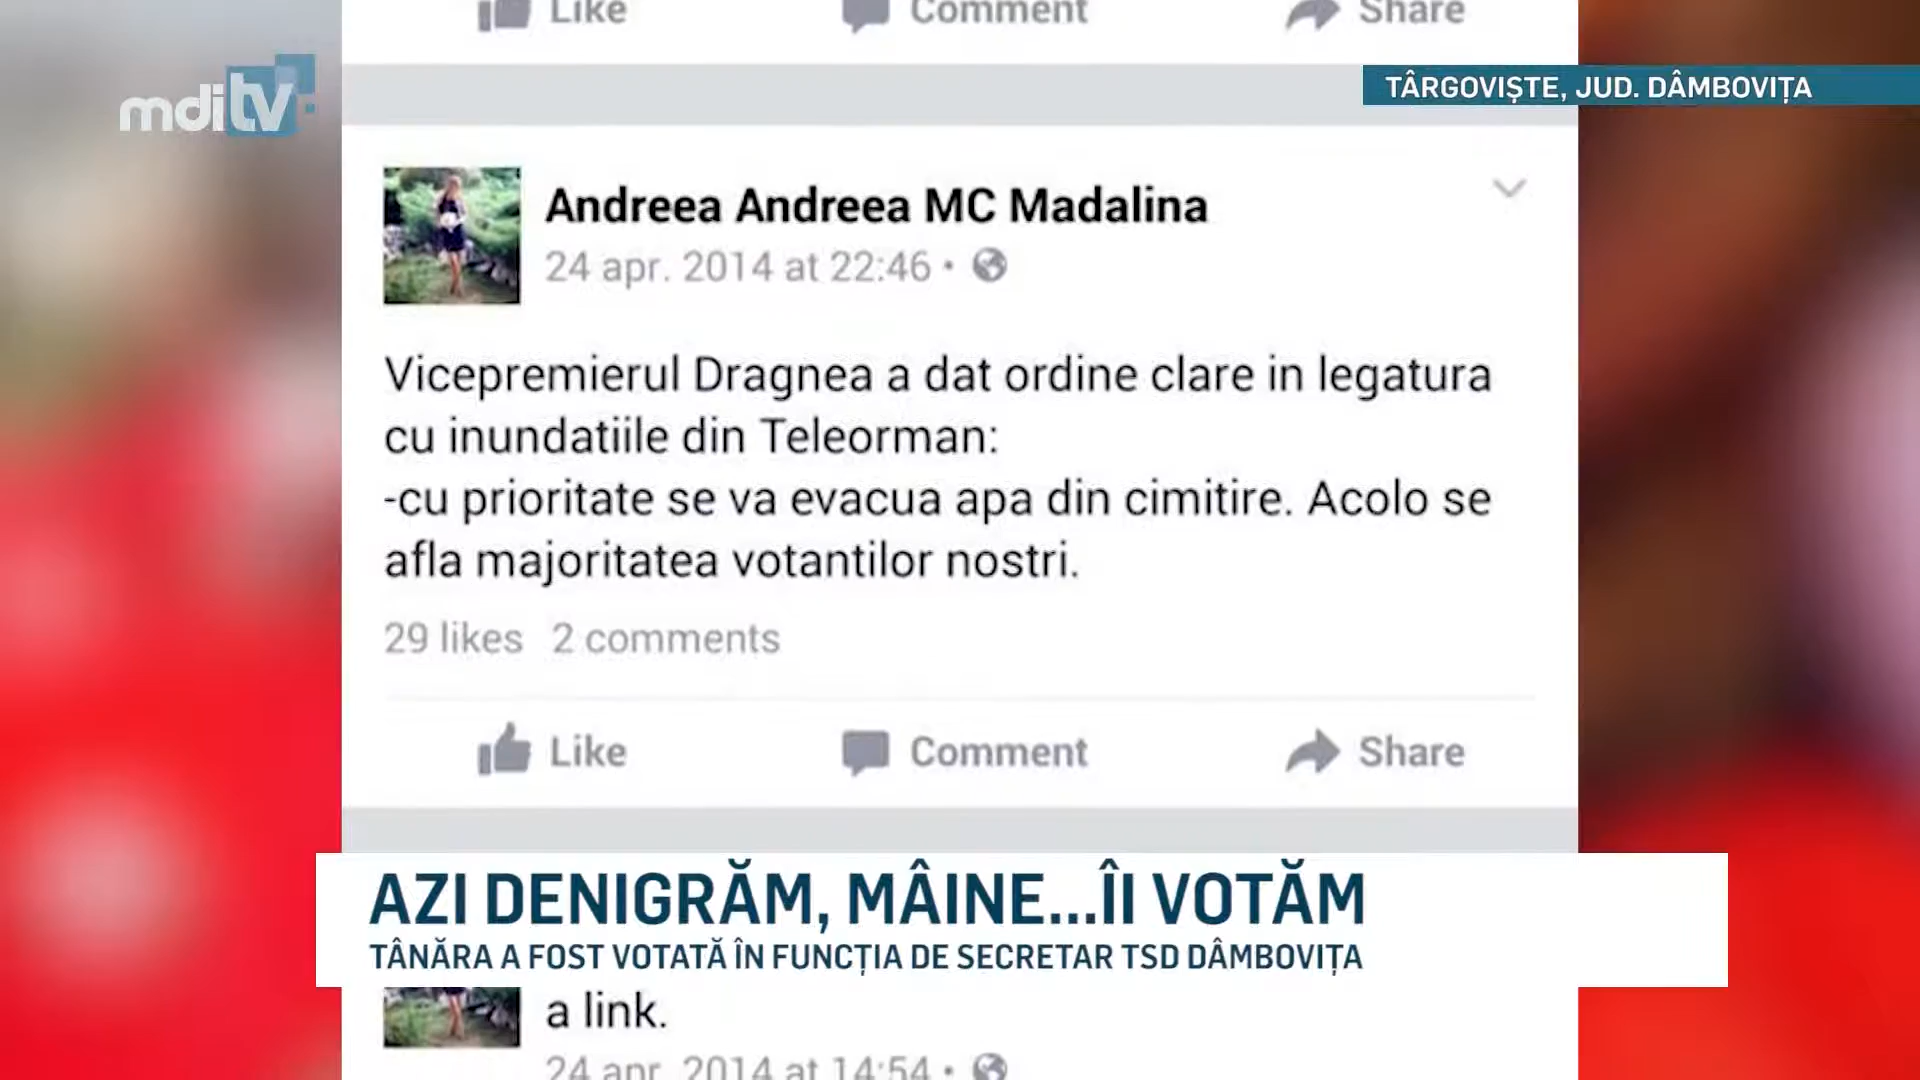 Like Comment Share
mditv
TÂRGOVIȘTE, JUD. DÂMBOVIȚA
Andreea Andreea MC Madalina
24 apr. 2014 at 22:46 •
Vicepremierul Dragnea a dat ordine clare in legatura
cu inundatiile din Teleorman:
-cu prioritate se va evacua apa din cimitire. Acolo se
afla majoritatea votantilor nostri.
29 likes 2 comments
Like Comment Share
AZI DENIGRĂM, MÂINE...ÎI VOTĂM
TÂNĂRA A FOST VOTATĂ ÎN FUNCȚIA DE SECRETAR TSD DÂMBOVIȚA
a link.
24 apr. 2014 at 14:54 •